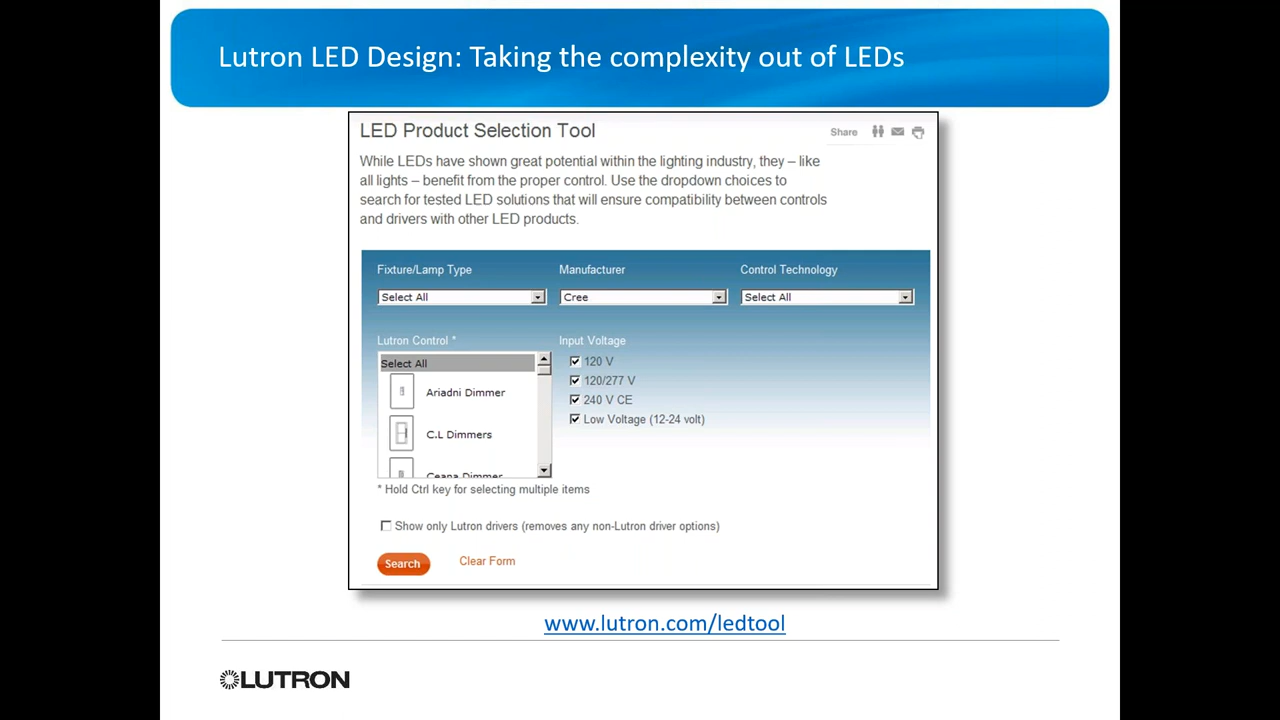 Lutron LED Design: Taking the complexity out of LEDs
LED Product Selection Tool
Share
While LEDs have shown great potential within the lighting industry, they – like
all lights – benefit from the proper control. Use the dropdown choices to
search for tested LED solutions that will ensure compatibility between controls
and drivers with other LED products.
Fixture/Lamp Type
Manufacturer
Control Technology
Select All
Cree
Select All
Lutron Control *
Input Voltage
Select All
120 V
Ariadni Dimmer
120/277 V
240 V CE
Low Voltage (12-24 volt)
C.L Dimmers
Ceana Dimmer
* Hold Ctrl key for selecting multiple items
Show only Lutron drivers (removes any non-Lutron driver options)
Search
Clear Form
www.lutron.com/ledtool
LUTRON